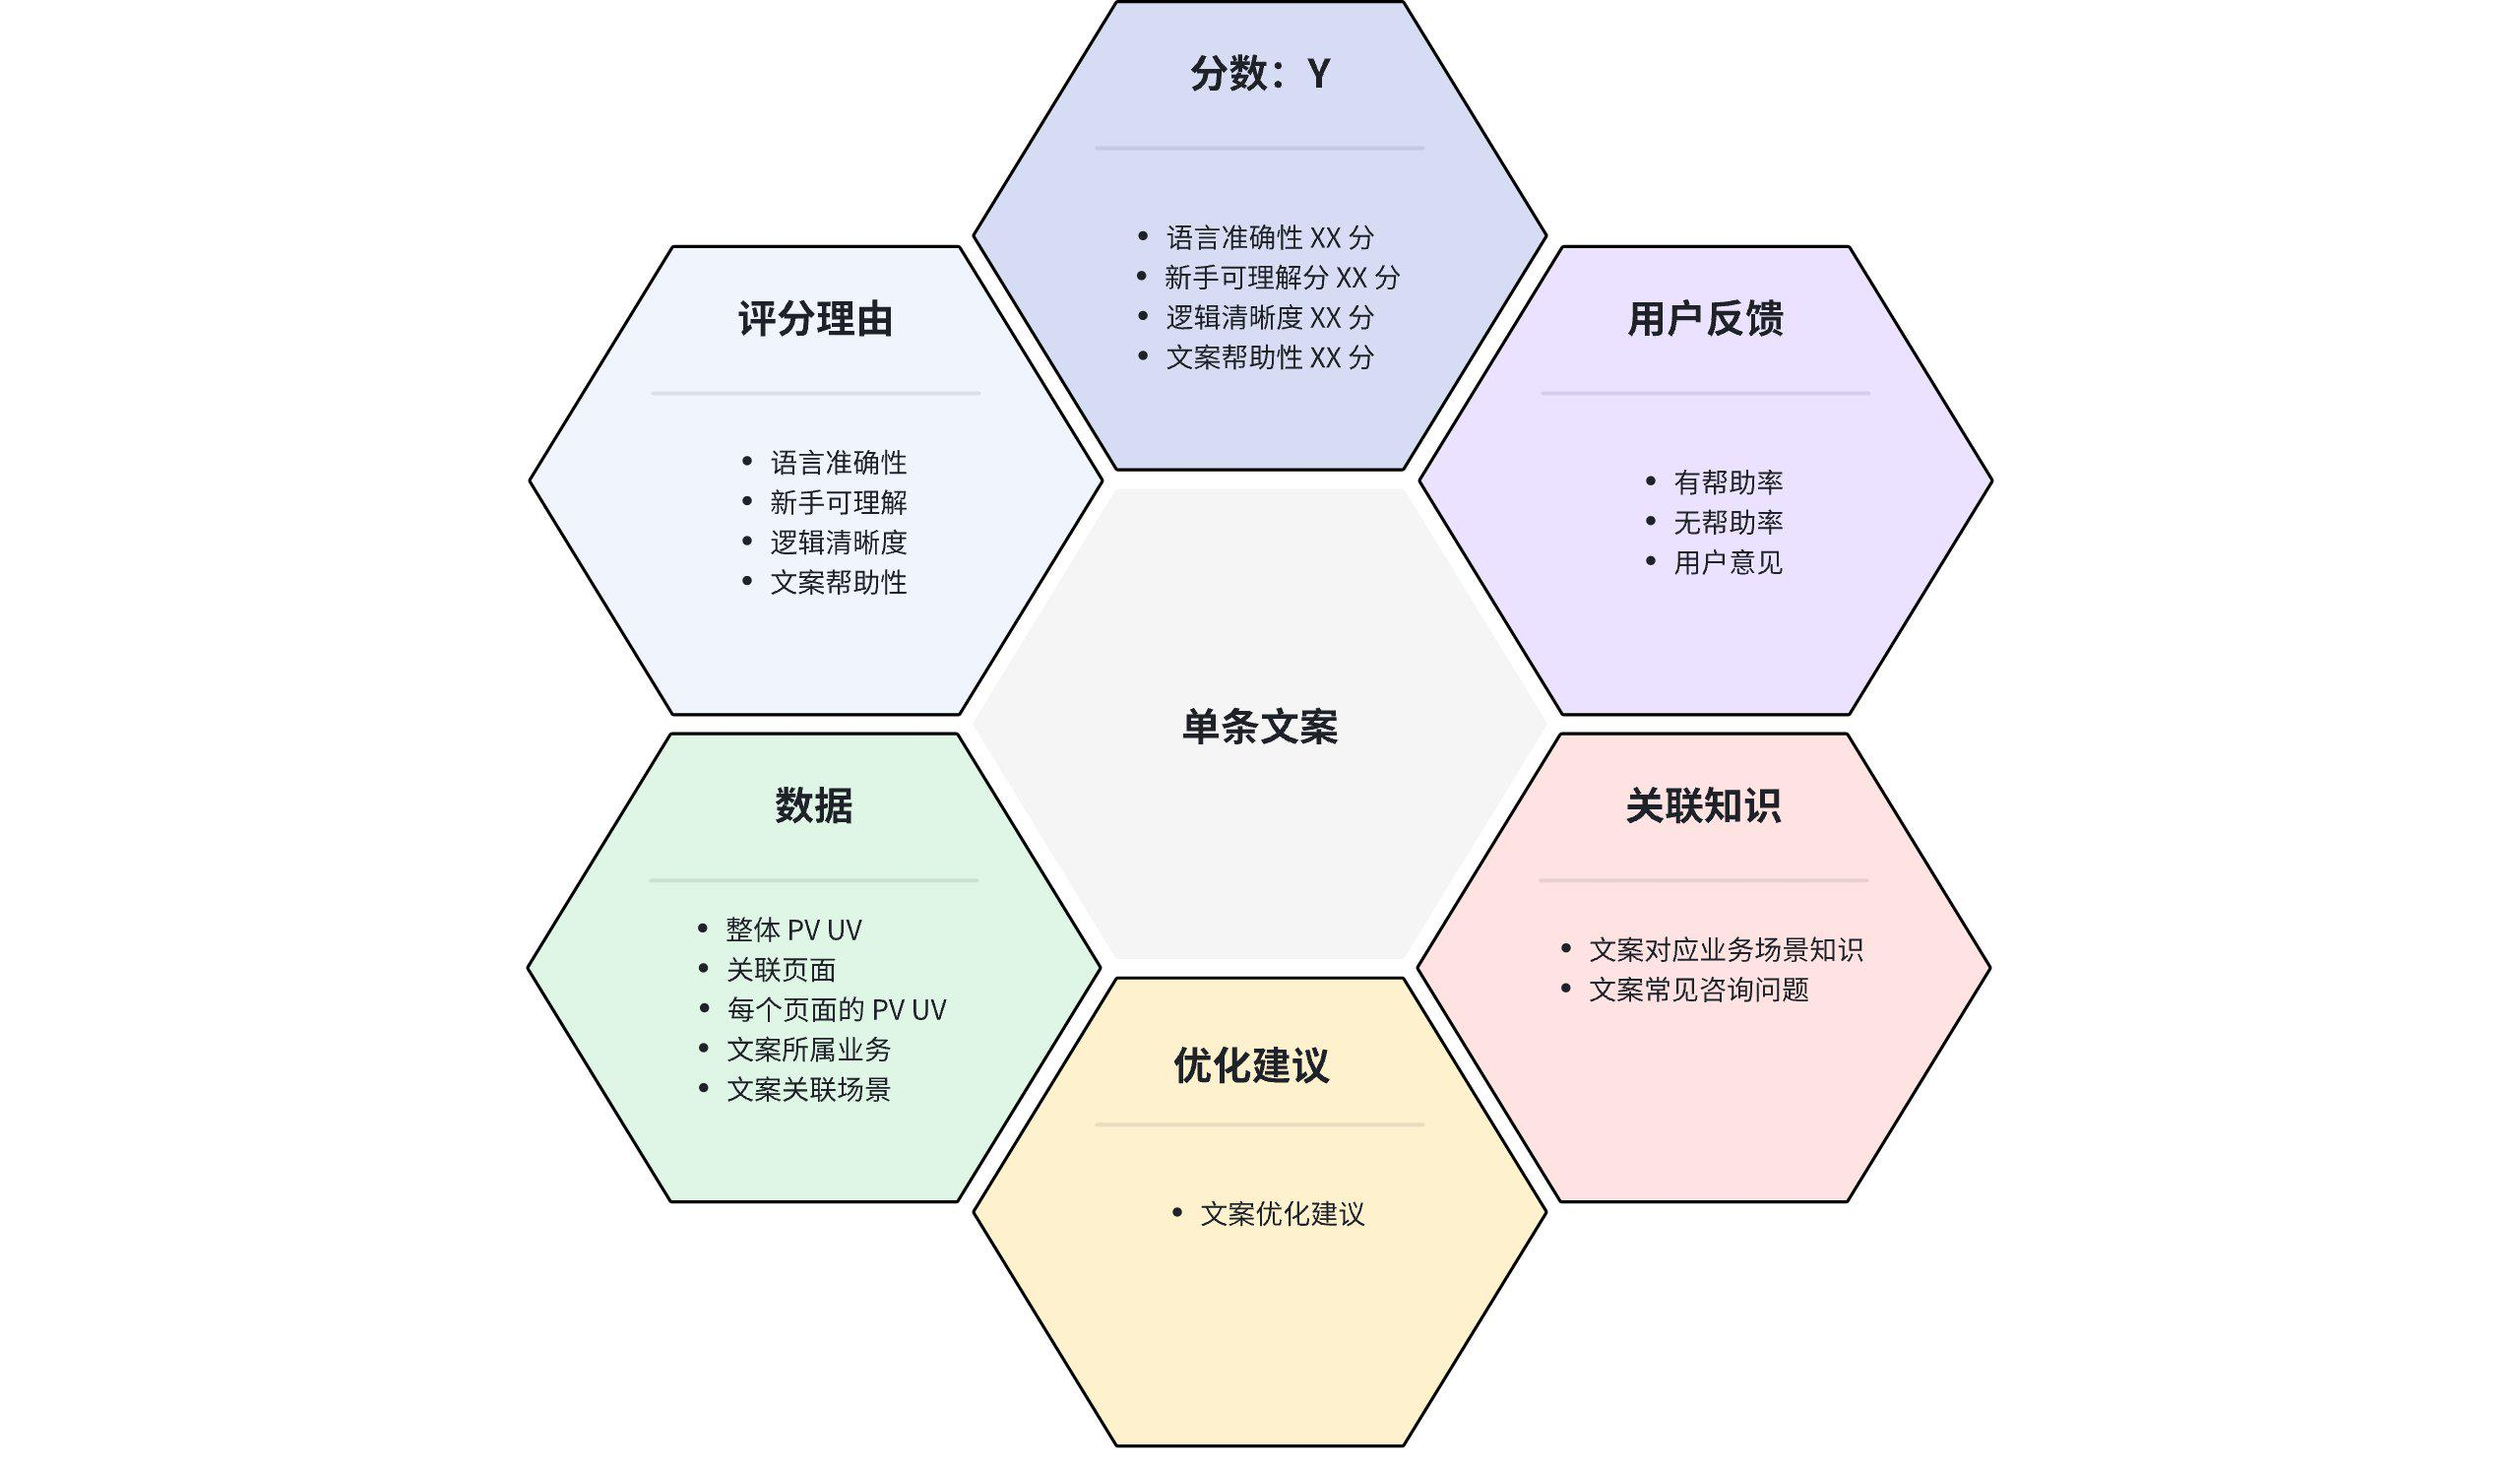 分数：Y
• 语言准确性 XX 分
• 新手可理解分 XX 分
• 逻辑清晰度 XX 分
• 文案帮助性 XX 分
评分理由
• 语言准确性
• 新手可理解
• 逻辑清晰度
• 文案帮助性
用户反馈
• 有帮助率
• 无帮助率
• 用户意见
单条文案
数据
• 整体 PV UV
• 关联页面
• 每个页面的 PV UV
• 文案所属业务
• 文案关联场景
关联知识
• 文案对应业务场景知识
• 文案常见咨询问题
优化建议
• 文案优化建议